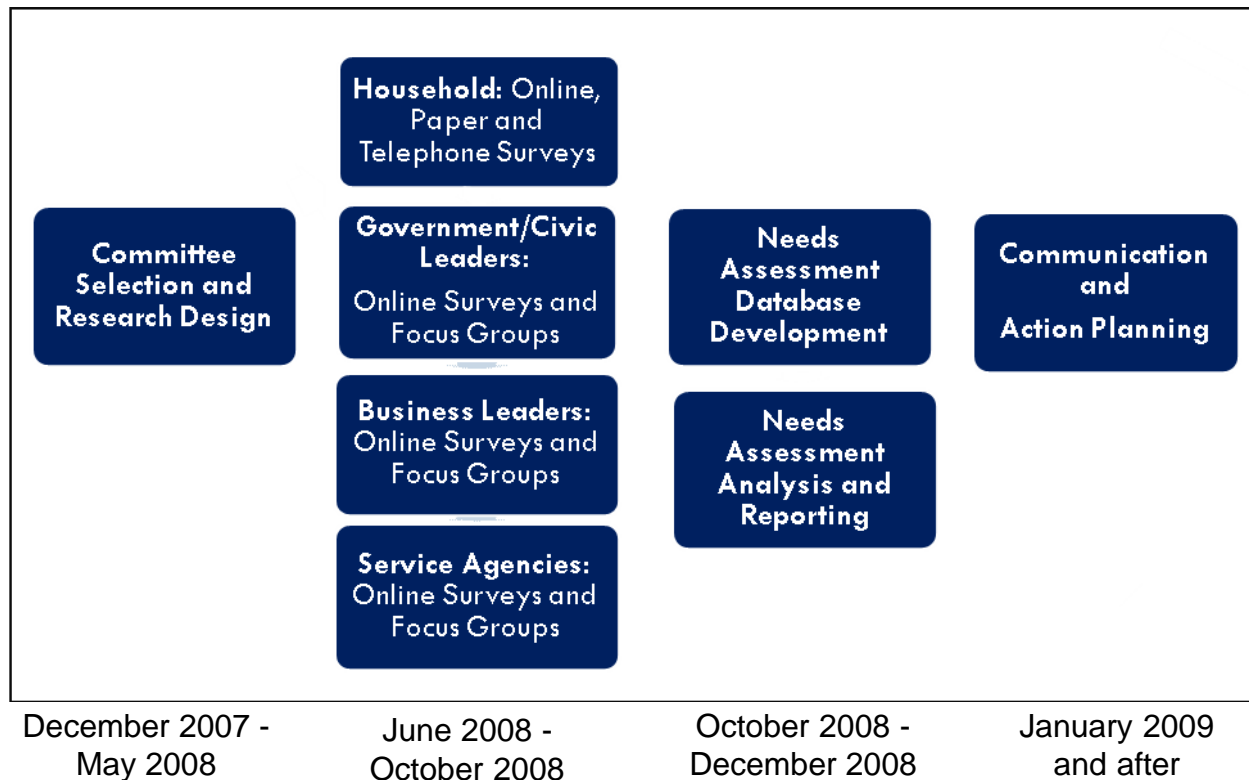 Committee
Selection and
Research Design
Household: Online,
Paper and
Telephone Surveys
Government/Civic
Leaders:
Online Surveys and
Focus Groups
Business Leaders:
Online Surveys and
Focus Groups
Service Agencies:
Online Surveys and
Focus Groups
Needs
Assessment
Database
Development
Needs
Assessment
Analysis and
Reporting
Communication
and
Action Planning
December 2007 -
May 2008
June 2008 -
October 2008
October 2008 -
December 2008
January 2009
and after